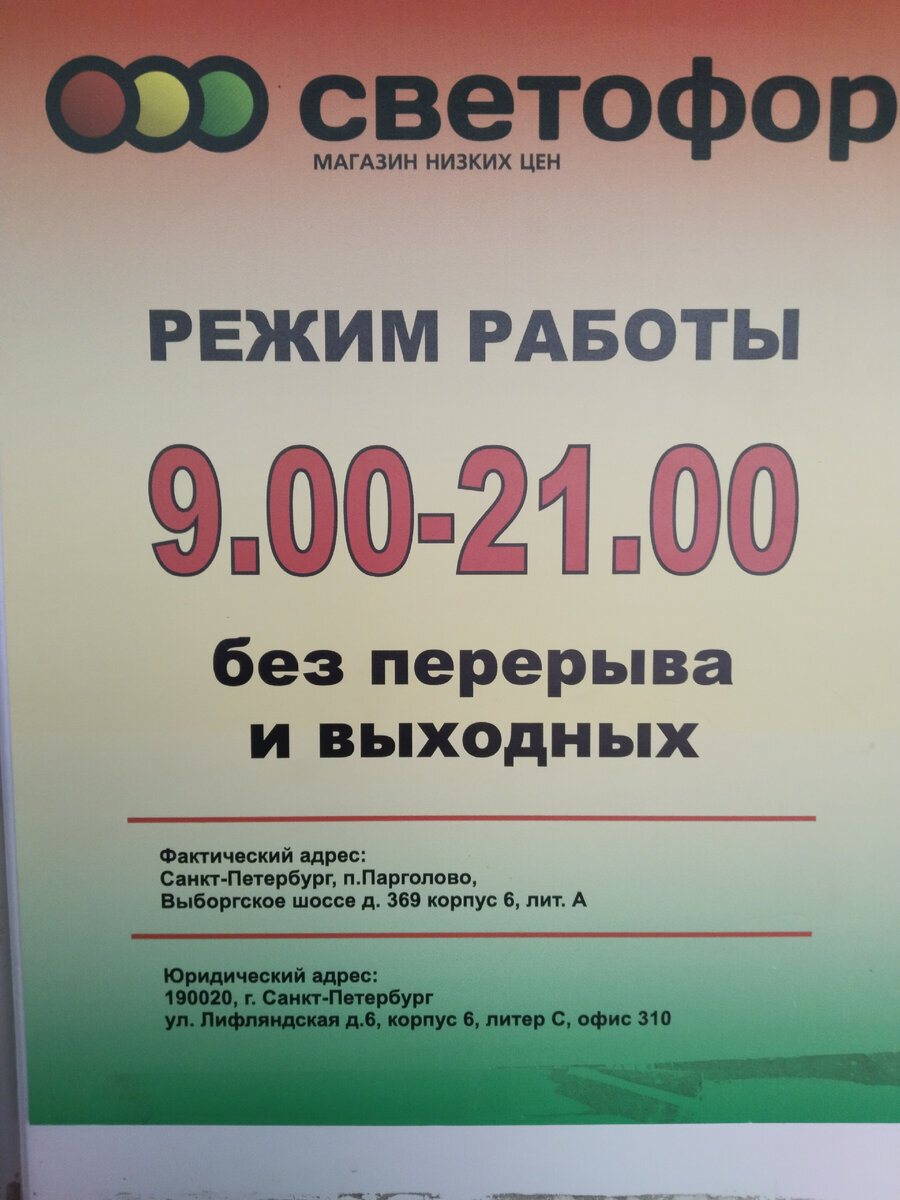 светофор
МАГАЗИН НИЗКИХ ЦЕН
РЕЖИМ РАБОТЫ
9.00-21.00
без перерыва
и выходных
Фактический адрес:
Санкт-Петербург, п.Парголово,
Выборгское шоссе д. 369 корпус 6, лит. А
Юридический адрес:
190020, г. Санкт-Петербург
ул. Лифляндская д.6, корпус 6, литер С, офис 310